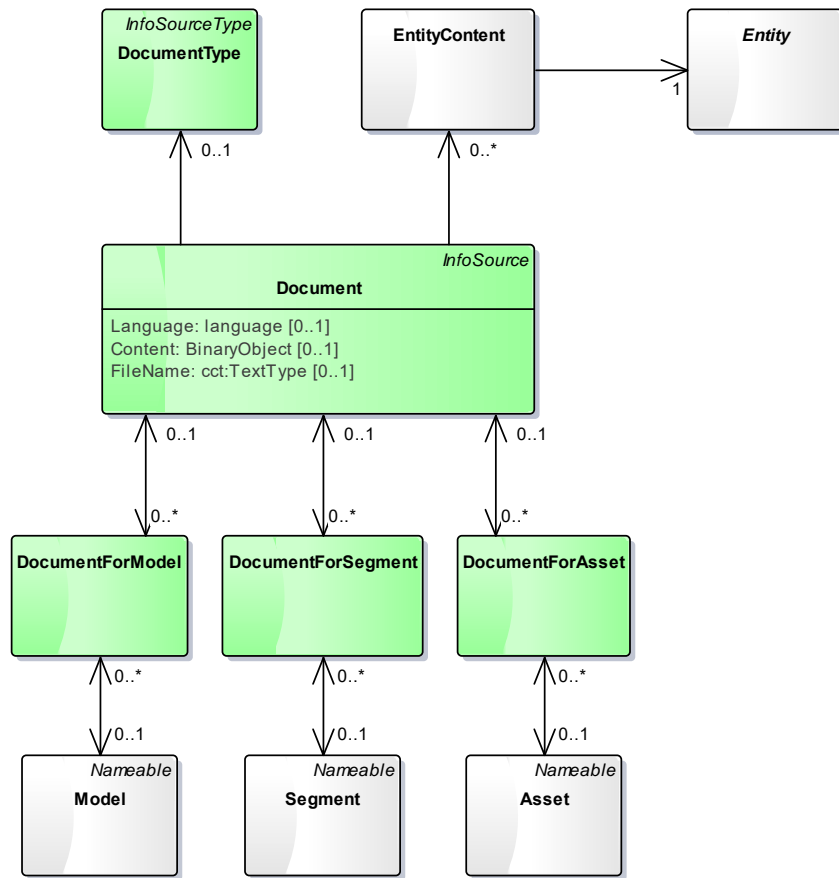 InfoSourceType
DocumentType
EntityContent
Entity
1
0..1
0..*
InfoSource
Document
Language: language [0..1]
Content: BinaryObject [0..1]
FileName: cct:TextType [0..1]
0..1
0..1
0..1
0..*
0..*
0..*
DocumentForModel
DocumentForSegment
DocumentForAsset
0..*
0..*
0..*
0..1
0..1
0..1
Nameable
Model
Nameable
Segment
Nameable
Asset